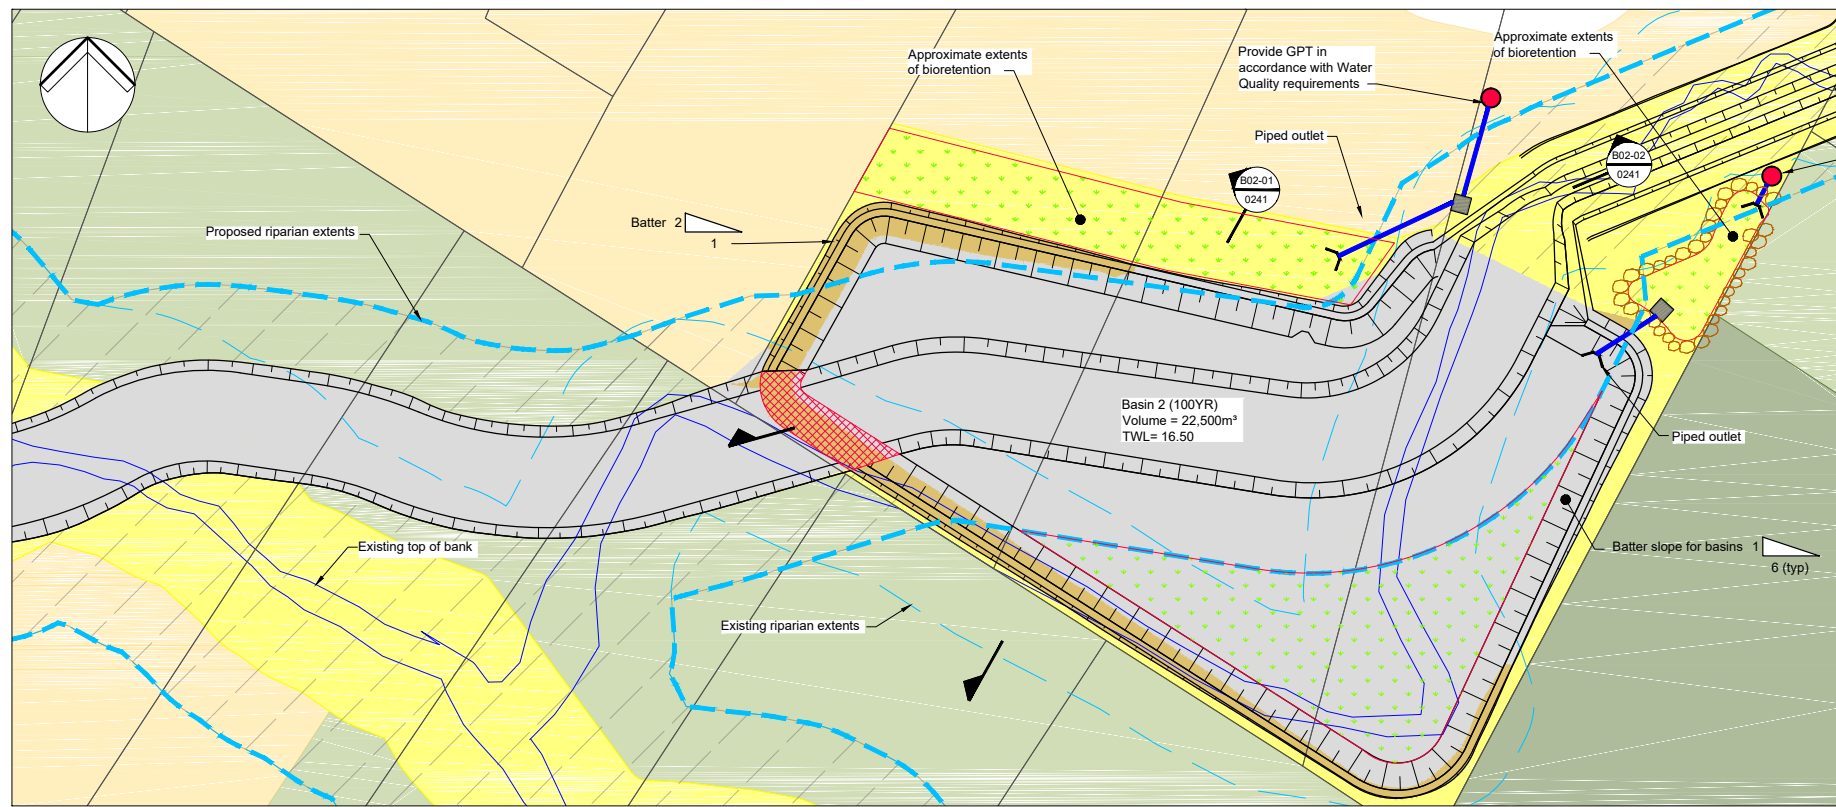 Approximate extents
of bioretention
Provide GPT in
accordance with Water
Quality requirements
Approximate extents
of bioretention
Piped outlet
B02-01
0241
B02-02
0241
Batter 2
1
Proposed riparian extents
Basin 2 (100YR)
Volume = 22,500m³
TWL= 16.50
Piped outlet
Existing top of bank
Batter slope for basins 1
6 (typ)
Existing riparian extents